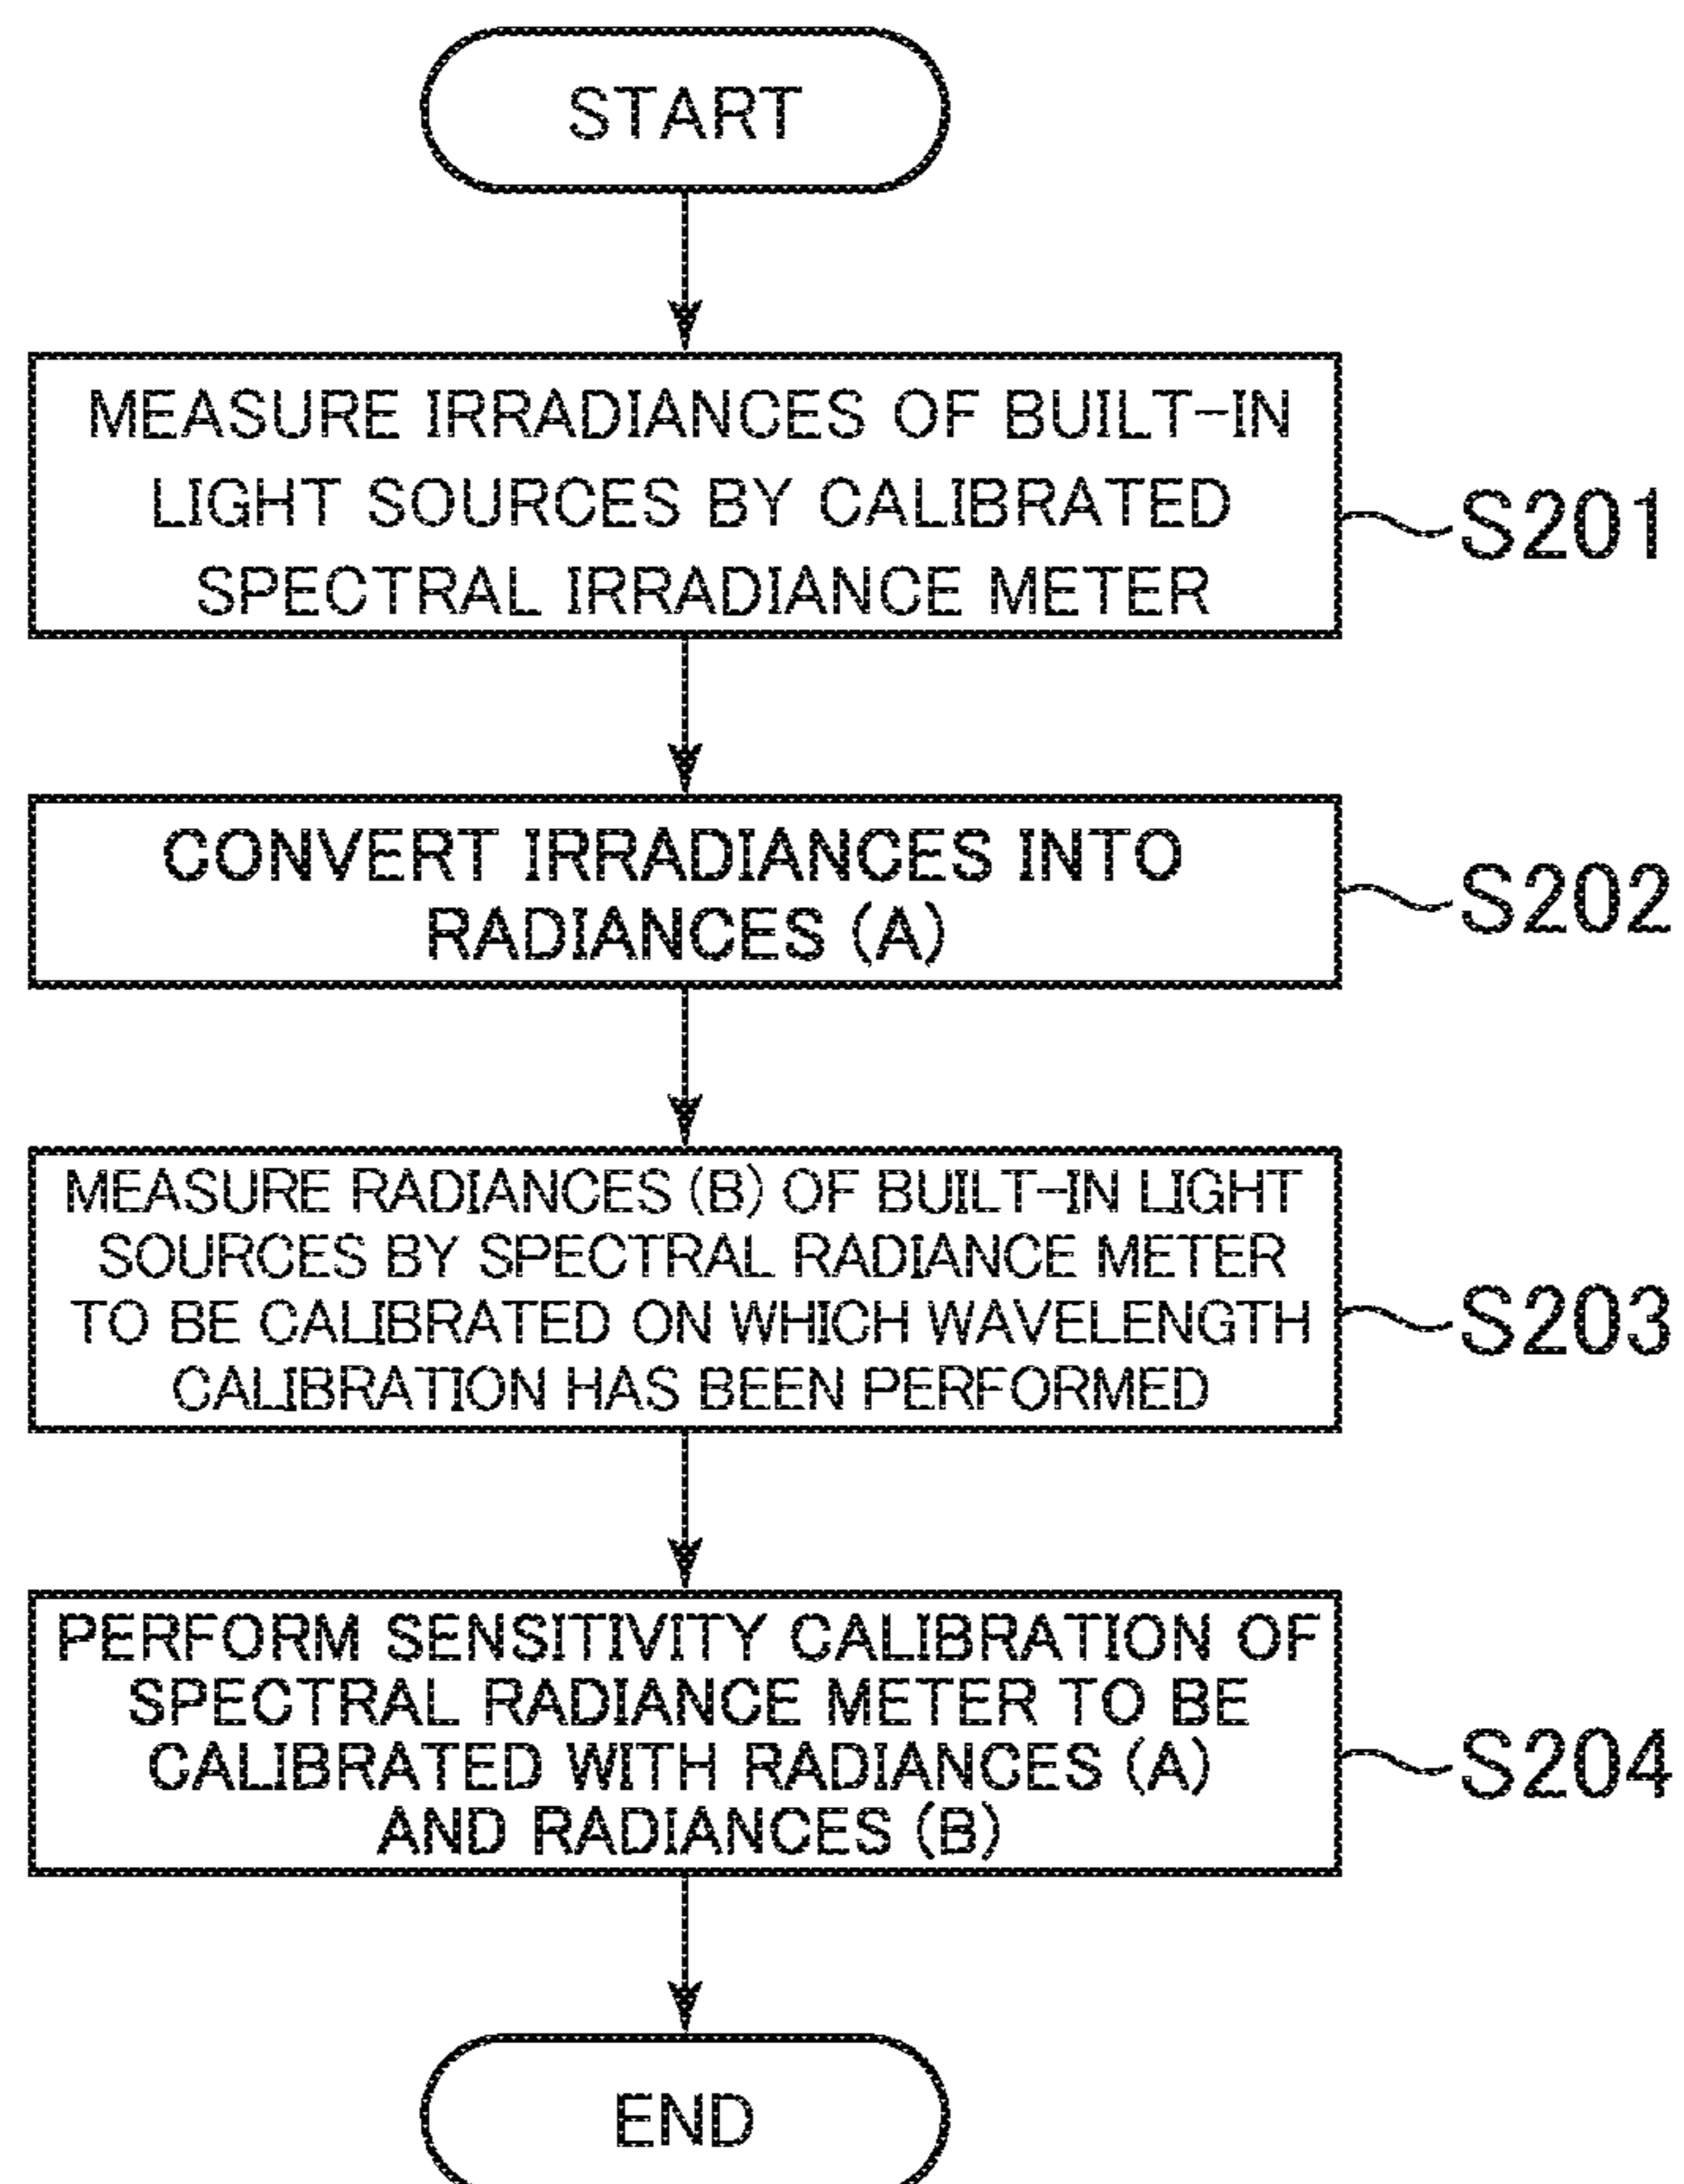 START
MEASURE IRRADIANCES OF BUILT-IN
LIGHT SOURCES BY CALIBRATED
SPECTRAL IRRADIANCE METER
S201
CONVERT IRRADIANCES INTO
RADIANCES (A)
S202
MEASURE RADIANCES (B) OF BUILT-IN LIGHT
SOURCES BY SPECTRAL RADIANCE METER
TO BE CALIBRATED ON WHICH WAVELENGTH
CALIBRATION HAS BEEN PERFORMED
S203
PERFORM SENSITIVITY CALIBRATION OF
SPECTRAL RADIANCE METER TO BE
CALIBRATED WITH RADIANCES (A)
AND RADIANCES (B)
S204
END